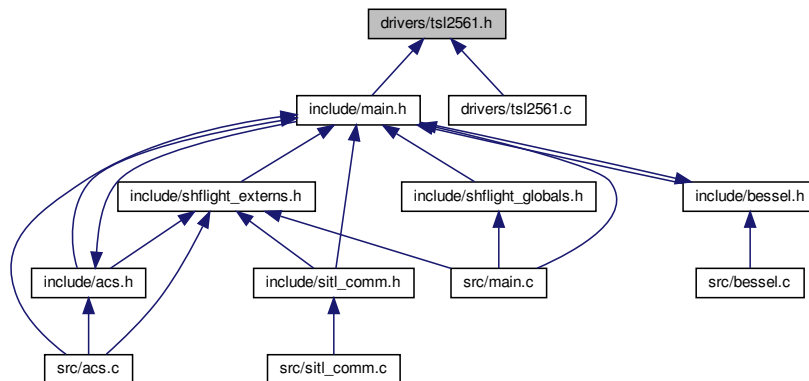 drivers/tsl2561.h
include/main.h
drivers/tsl2561.c
include/shflight_externs.h
include/shflight_globals.h
include/bessel.h
include/acs.h
include/sitl_comm.h
src/main.c
src/bessel.c
src/acs.c
src/sitl_comm.c